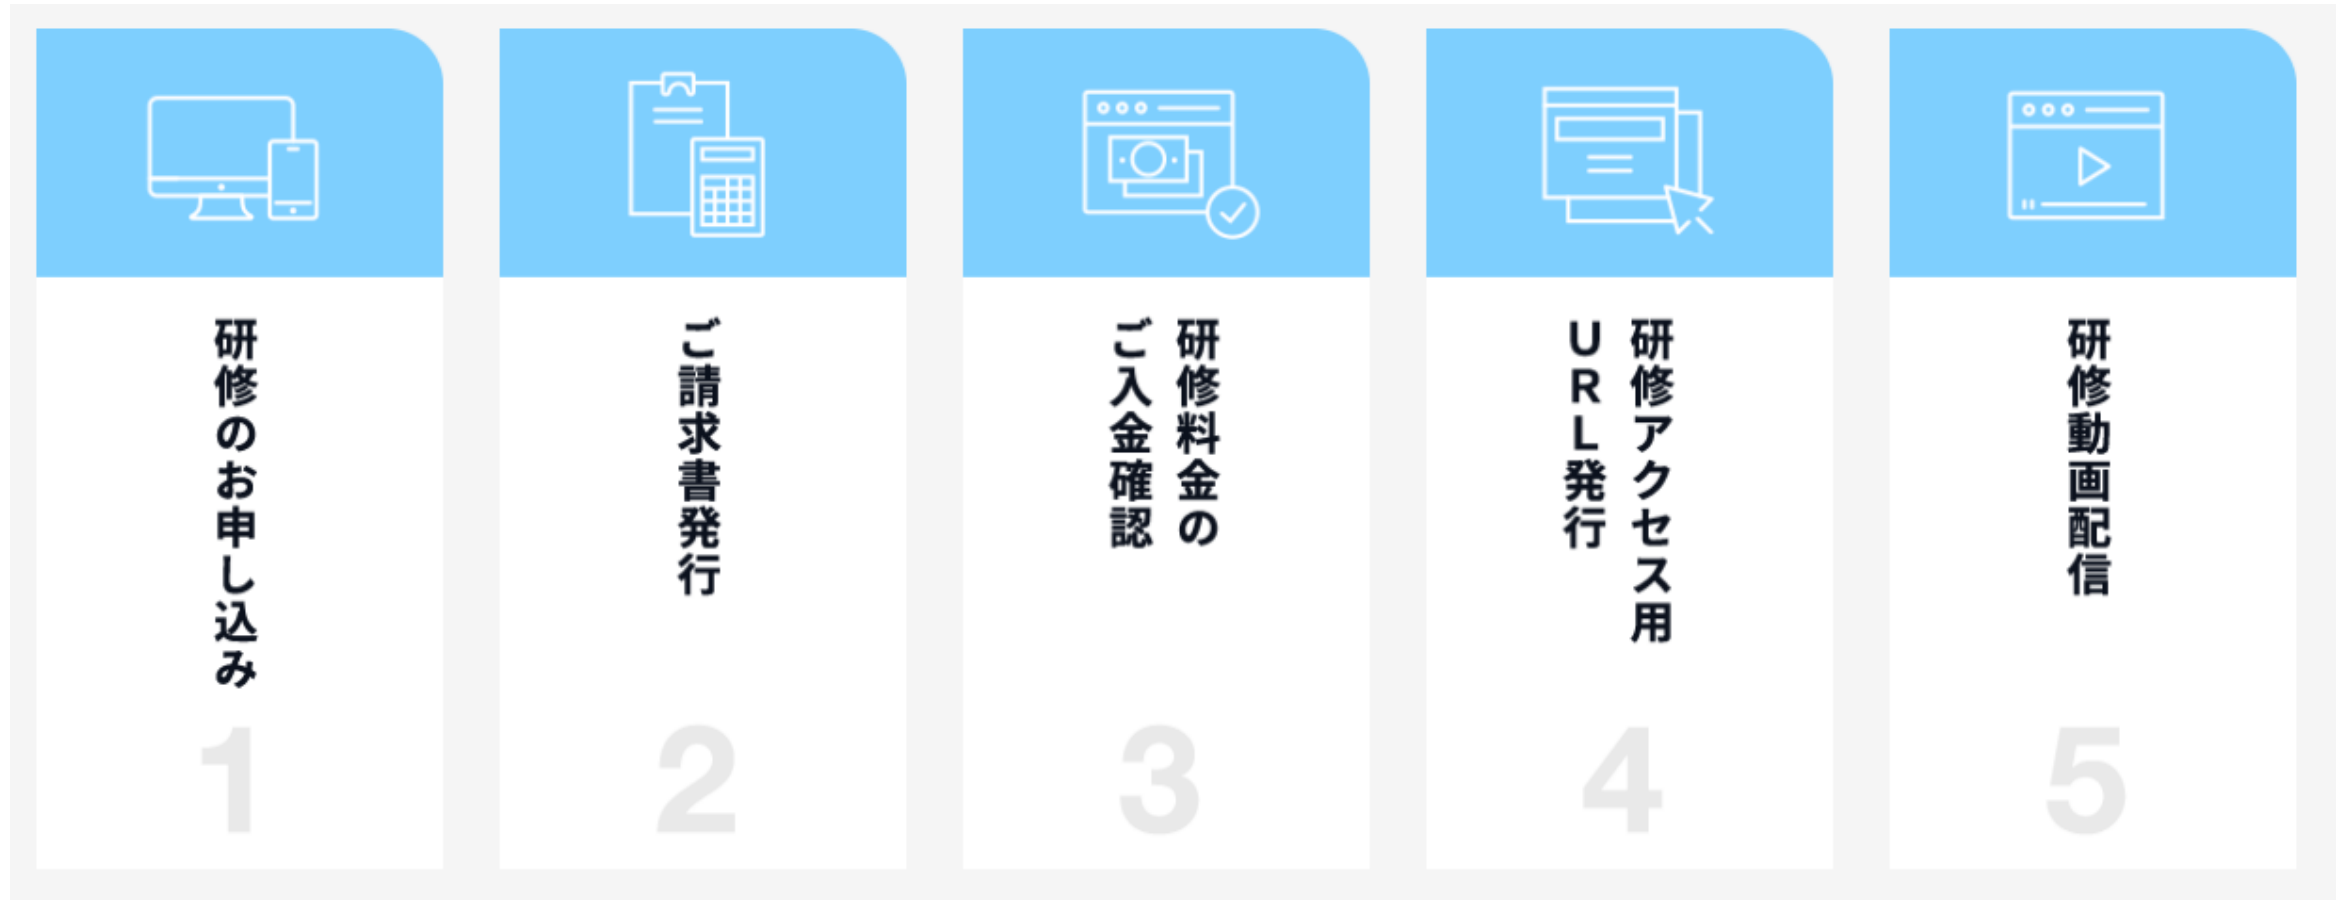 研修のお申し込み
1
ご請求書発行
2
研修料金の
ご入金確認
3
研修アクセス用
URL発行
4
研修動画配信
5